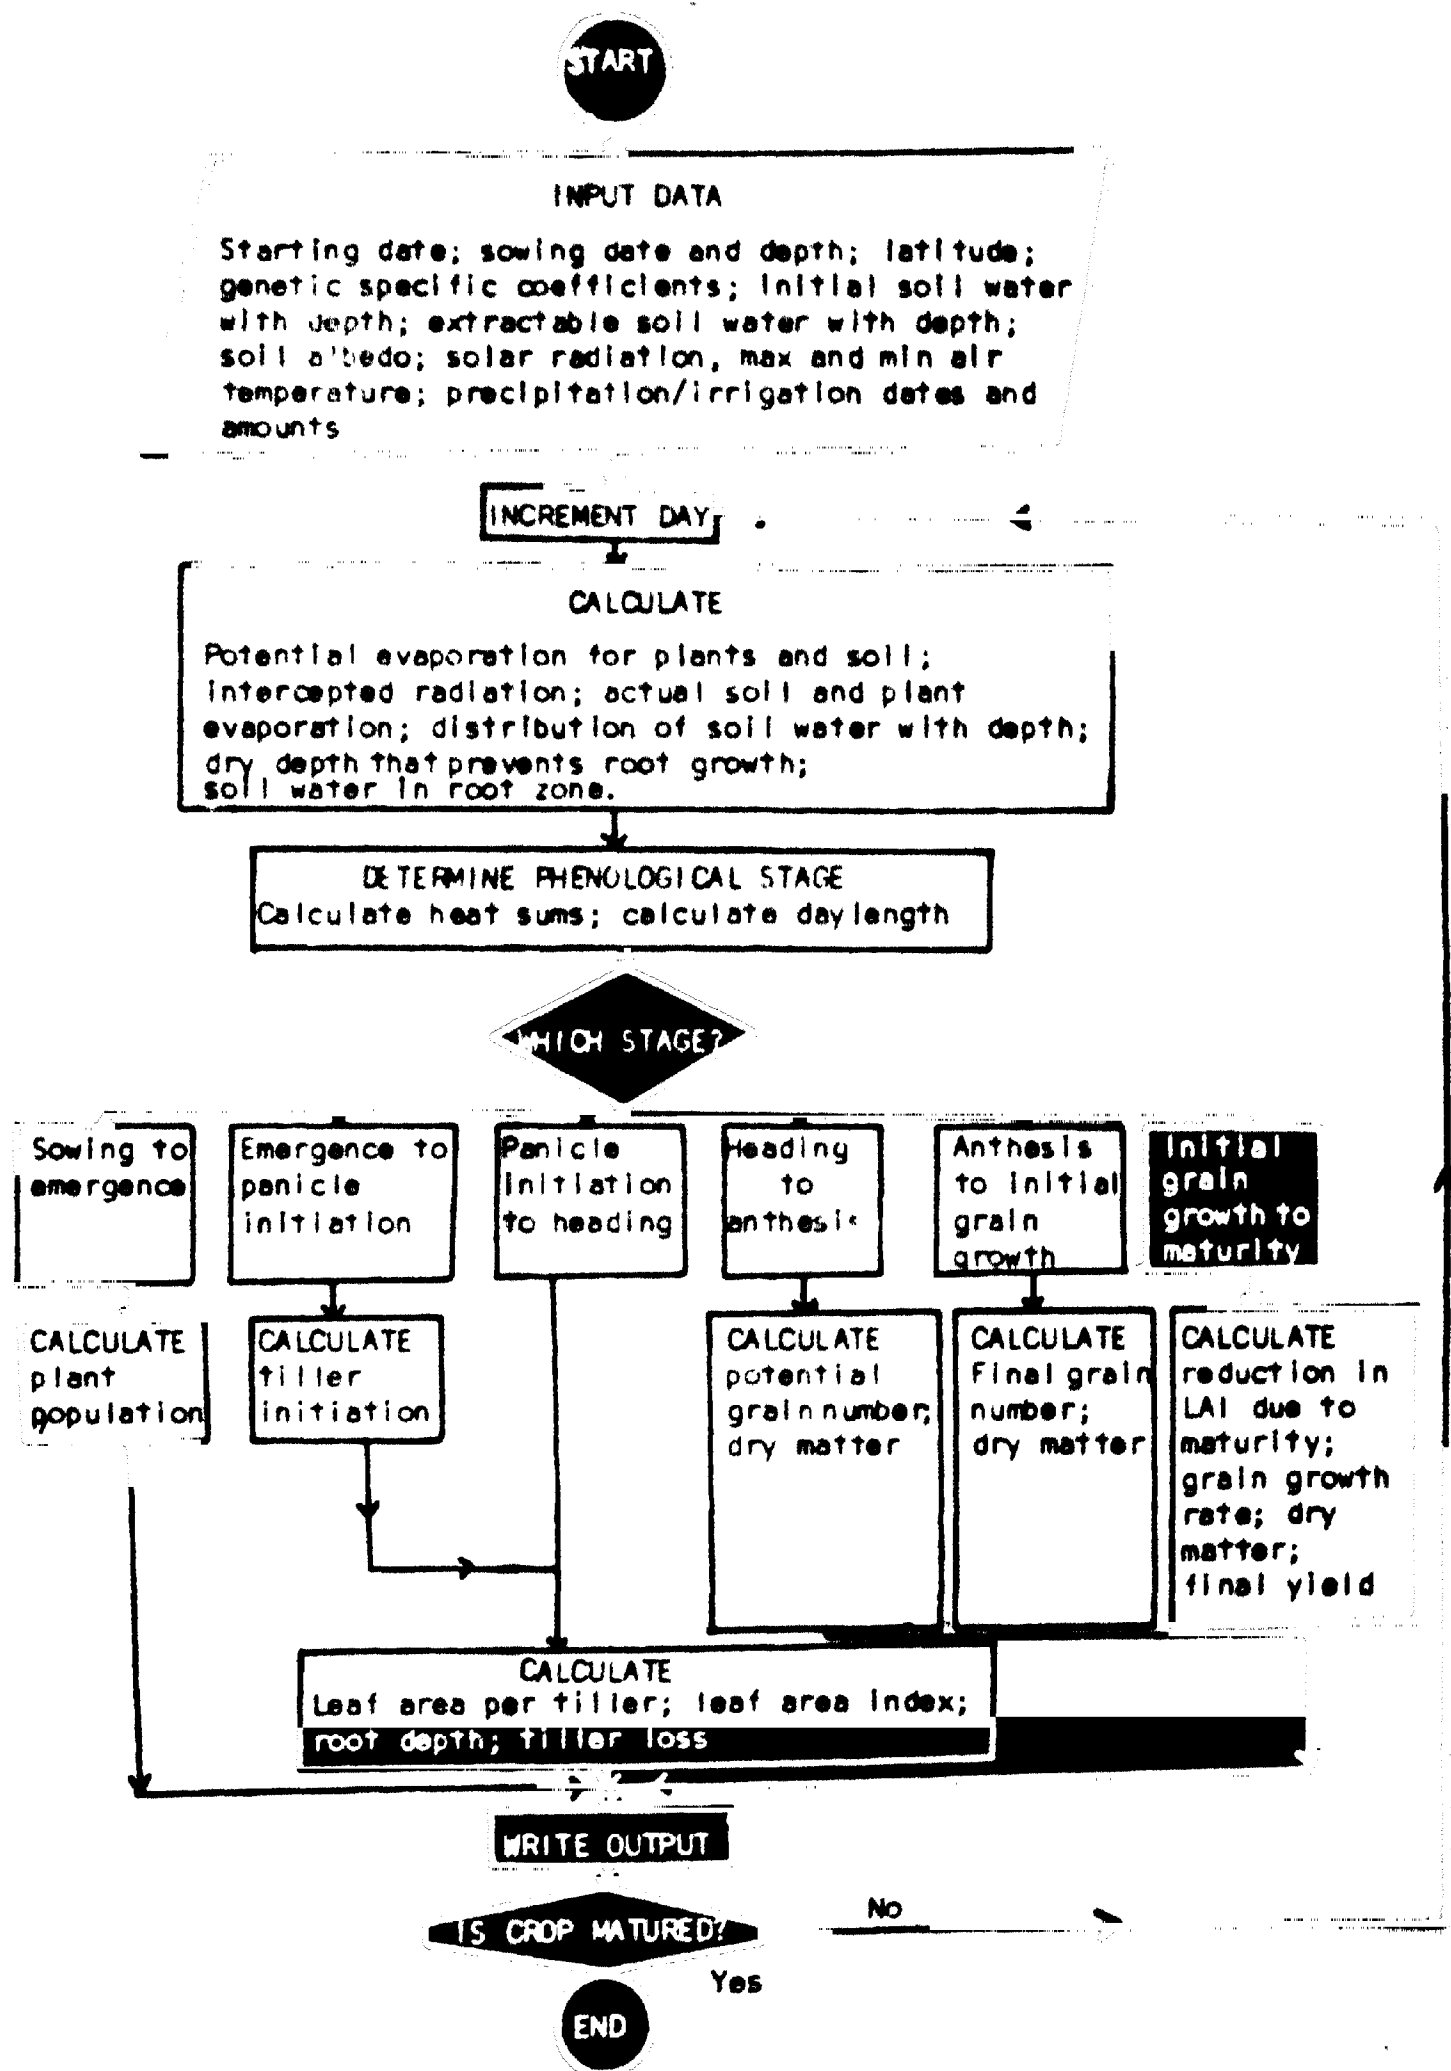 START
INPUT DATA
Starting date; sowing date and depth; latitude;
genetic specific coefficients; initial soil water
with depth; extractable soil water with depth;
soil albedo; solar radiation, max and min air
temperature; precipitation/irrigation dates and
amounts
INCREMENT DAY
CALCULATE
Potential evaporation for plants and soil;
intercepted radiation; actual soil and plant
evaporation; distribution of soil water with depth;
dry depth that prevents root growth;
soil water in root zone.
DETERMINE PHENOLOGICAL STAGE
Calculate heat sums; calculate daylength
WHICH STAGE?
Sowing to
emergence
Emergence to
panicle
initiation
Panicle
initiation
to heading
Heading
to
anthesis
Anthesis
to initial
grain
growth
Initial
grain
growth to
maturity
CALCULATE
plant
population
CALCULATE
tiller
initiation
CALCULATE
potential
grain number;
dry matter
CALCULATE
Final grain
number;
dry matter
CALCULATE
reduction in
LAI due to
maturity;
grain growth
rate; dry
matter;
final yield
CALCULATE
Leaf area per tiller; leaf area index;
root depth; tiller loss
WRITE OUTPUT
IS CROP MATURED?
No
Yes
END